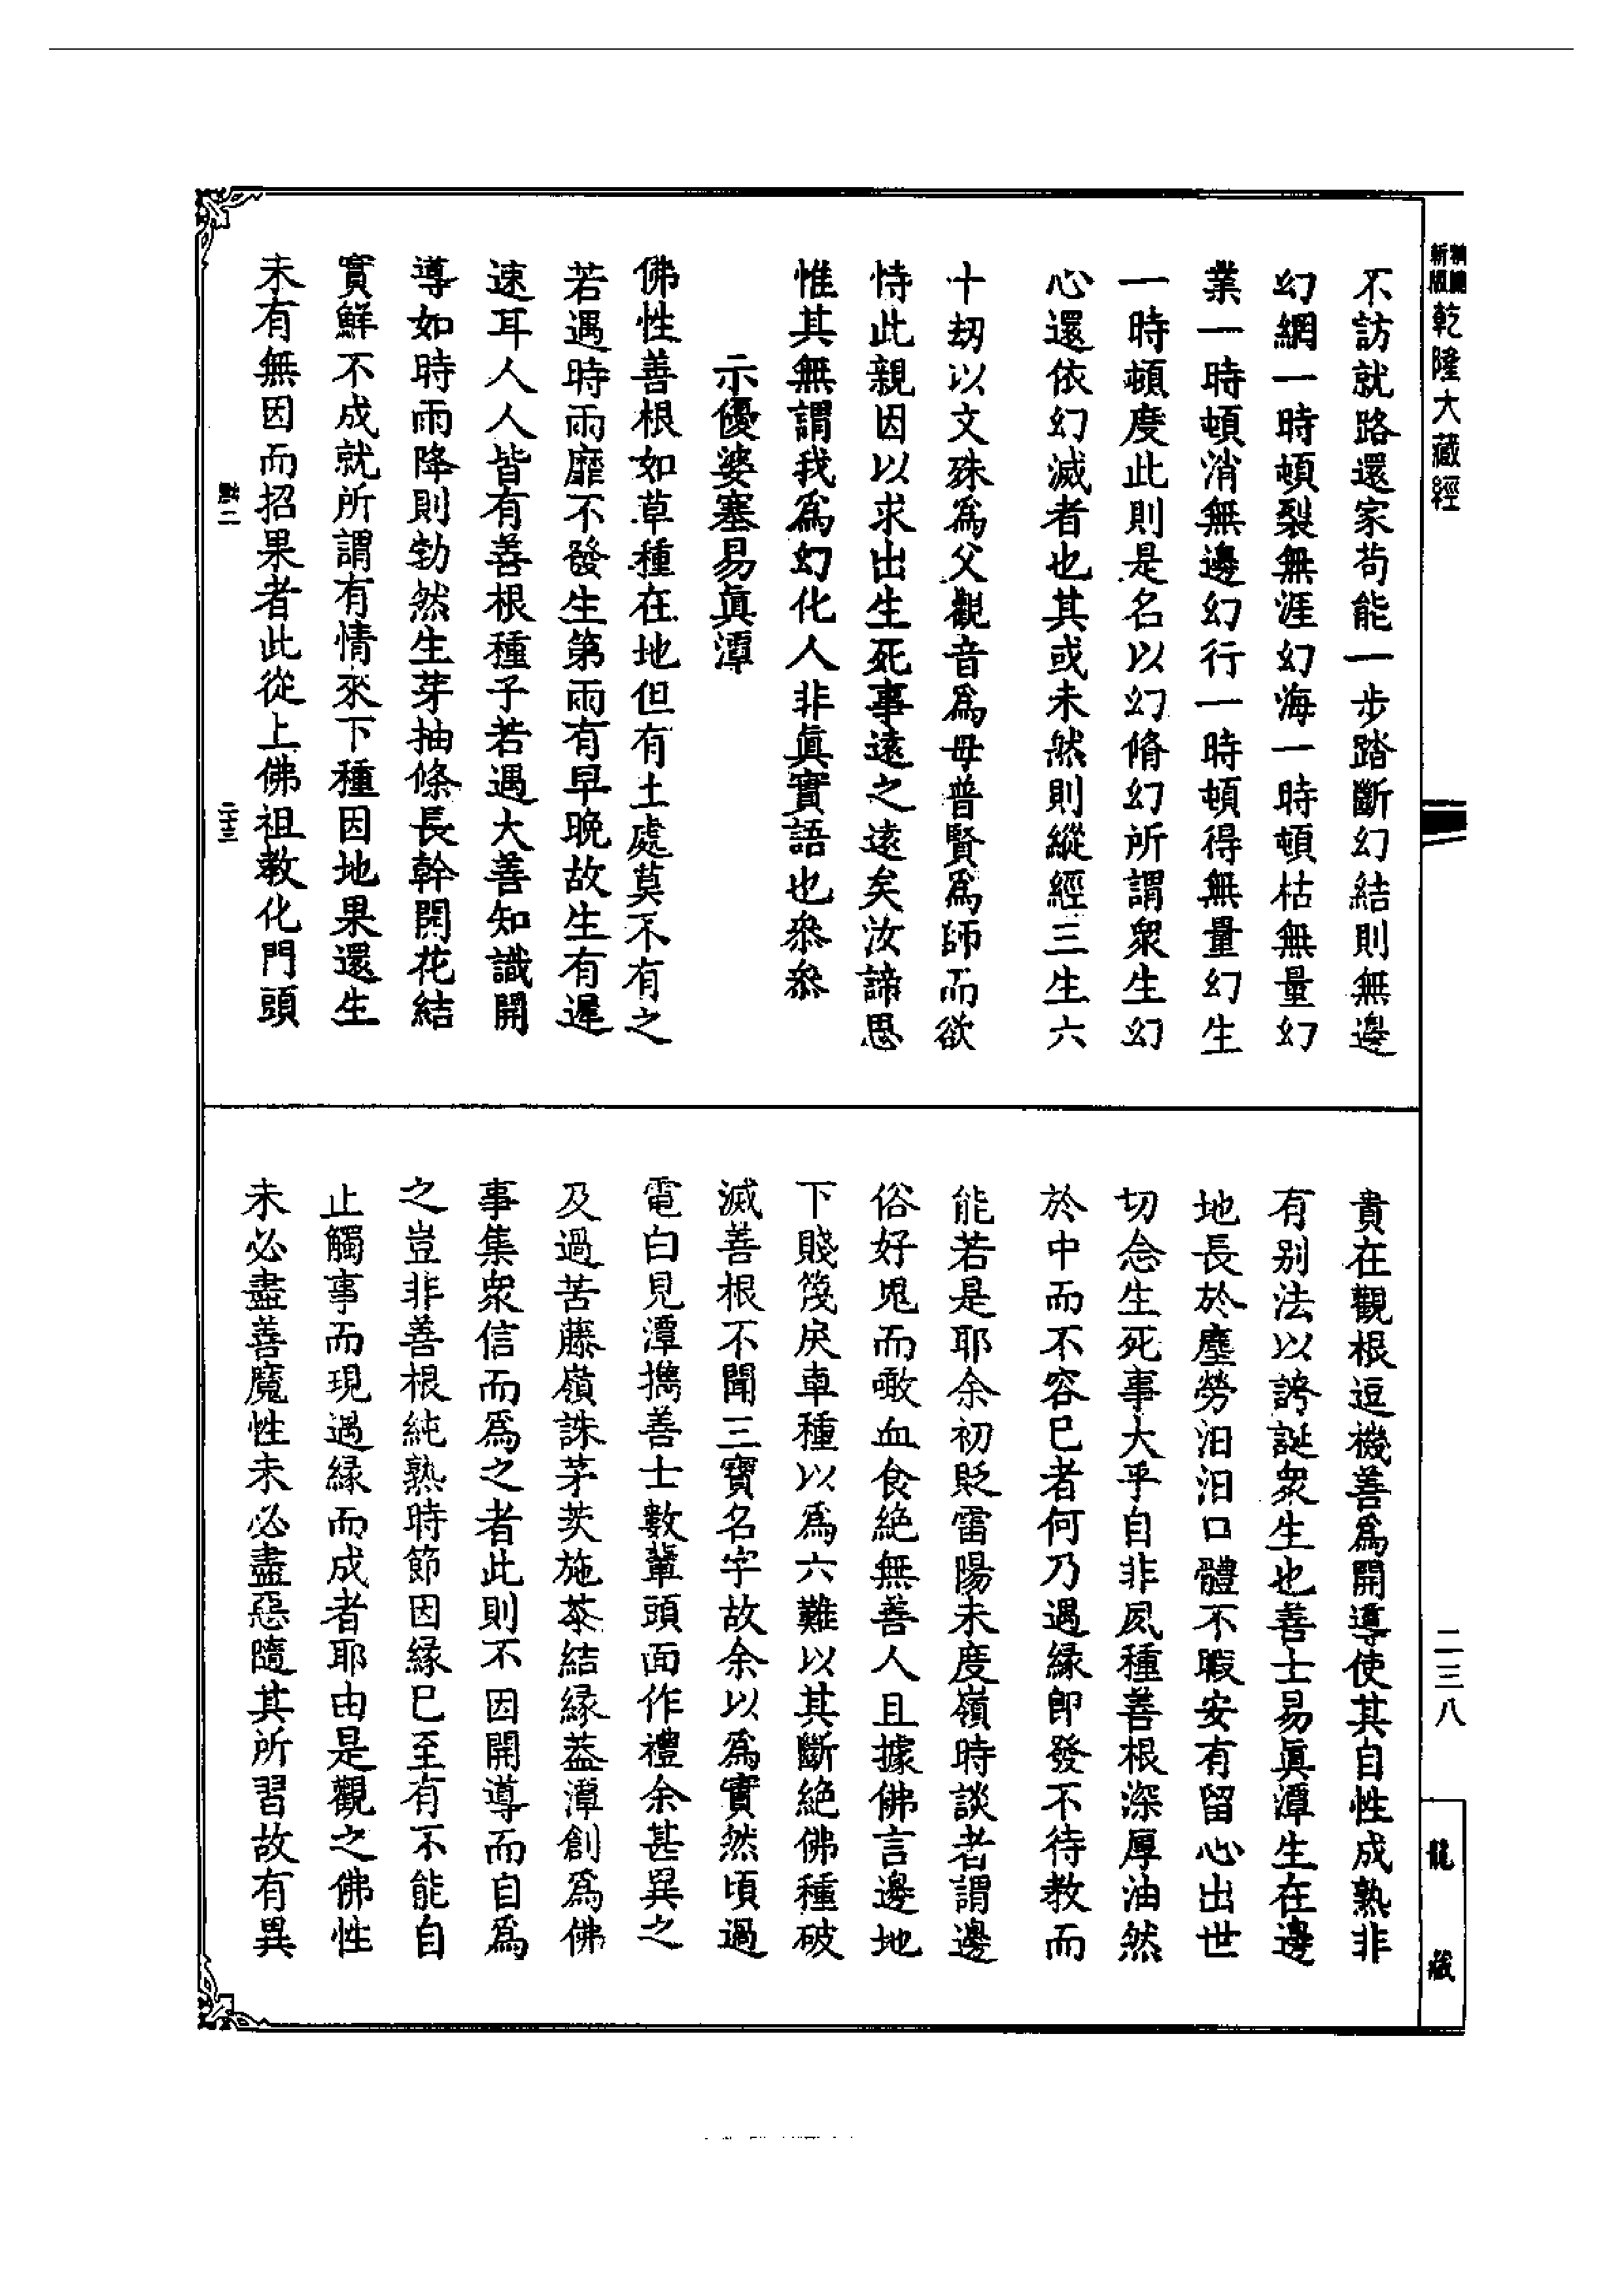 新版
乾隆大藏經
不訪就路還家苟能一步踏斷幻結則無邊
幻網一時頓裂無涯幻海一時頓枯無量幻
業一時頓消無邊幻行一時頓得無量幻生
一時頓度此則是名以幻脩幻所謂衆生幻
心還依幻滅者也其或未然則縱經三生六
十劫以文殊爲父觀音爲母普賢爲師而欲
恃此親因以求出生死事遠之遠矣汝諦思
惟其無謂我爲幻化人非眞實語也叅叅
示優婆塞易眞潭
佛性善根如草種在地但有土處莫不有之
若遇時雨靡不發生第雨有早晚故生有遲
速耳人人皆有善根種子若遇大善知識開
導如時雨降則勃然生芽抽條長幹開花結
實鮮不成就所謂有情來下種因地果還生
未有無因而招果者此從上佛祖教化門頭
二
二十三
貴在觀根逗機善爲開導使其自性成熟非
有别法以誇誕衆生也善士易眞潭生在邊
地長於塵勞汨汨口體不暇安有留心出世
切念生死事大乎自非夙種善根深厚油然
於中而不容巳者何乃遇縁卽發不待教而
能若是耶余初貶雷陽未度嶺時談者謂邊
俗好鬼而噉血食絶無善人且據佛言邊地
下賤篾戾車種以爲六難以其斷絶佛種破
滅善根不聞三寶名字故余以爲實然頃過
電白見潭攜善士數輩頭面作禮余甚異之
及過苦藤嶺誅茅茨施茶結縁葢潭創爲佛
事集衆信而爲之者此則不因開導而自爲
之豈非善根純熟時節因縁巳至有不能自
止觸事而現遇縁而成者耶由是觀之佛性
未必盡善魔性未必盡惡隨其所習故有異
二三八
龍藏